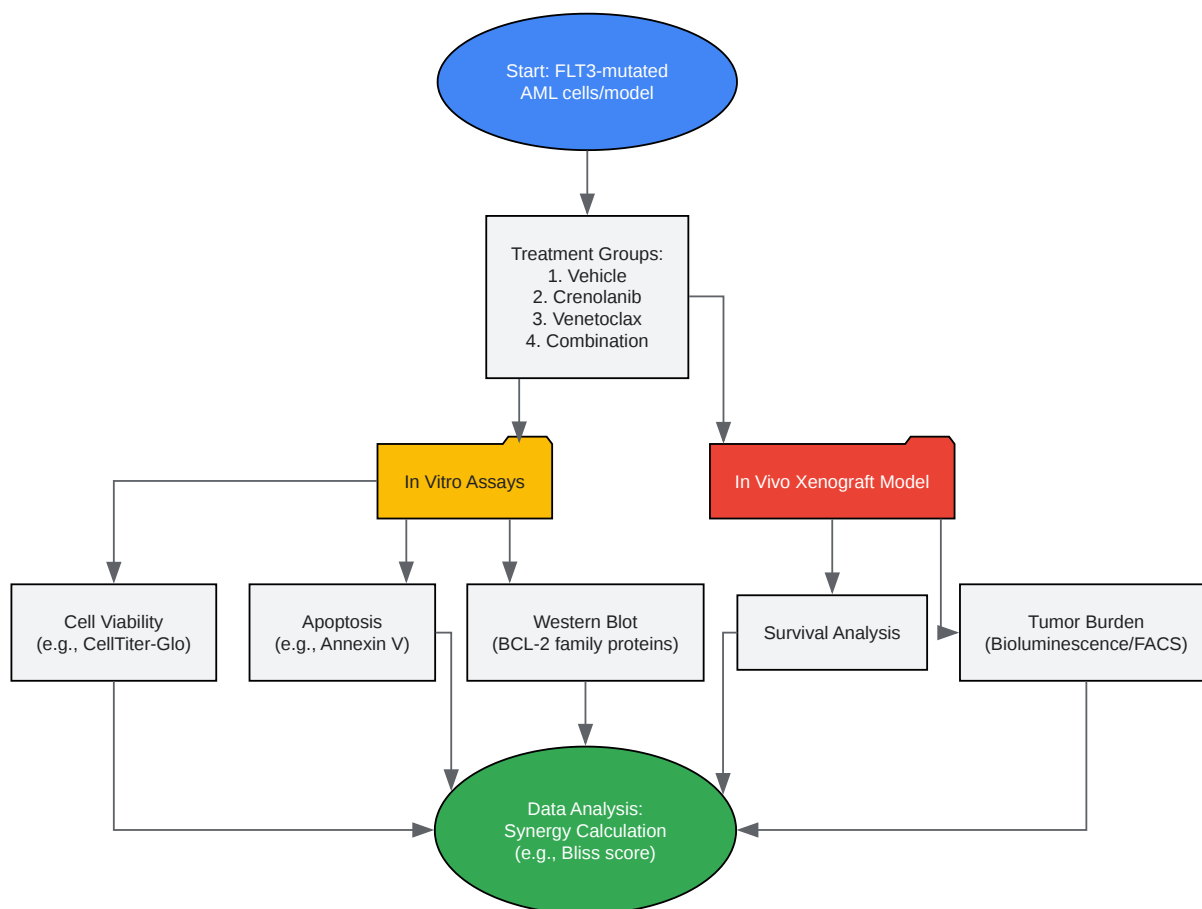 Start: FLT3-mutated
AML cells/model
Treatment Groups:
1. Vehicle
2. Crenolanib
3. Venetoclax
4. Combination
In Vitro Assays
In Vivo Xenograft Model
Cell Viability
(e.g., CellTiter-Glo)
Apoptosis
(e.g., Annexin V)
Western Blot
(BCL-2 family proteins)
Survival Analysis
Tumor Burden
(Bioluminescence/FACS)
Data Analysis:
Synergy Calculation
(e.g., Bliss score)